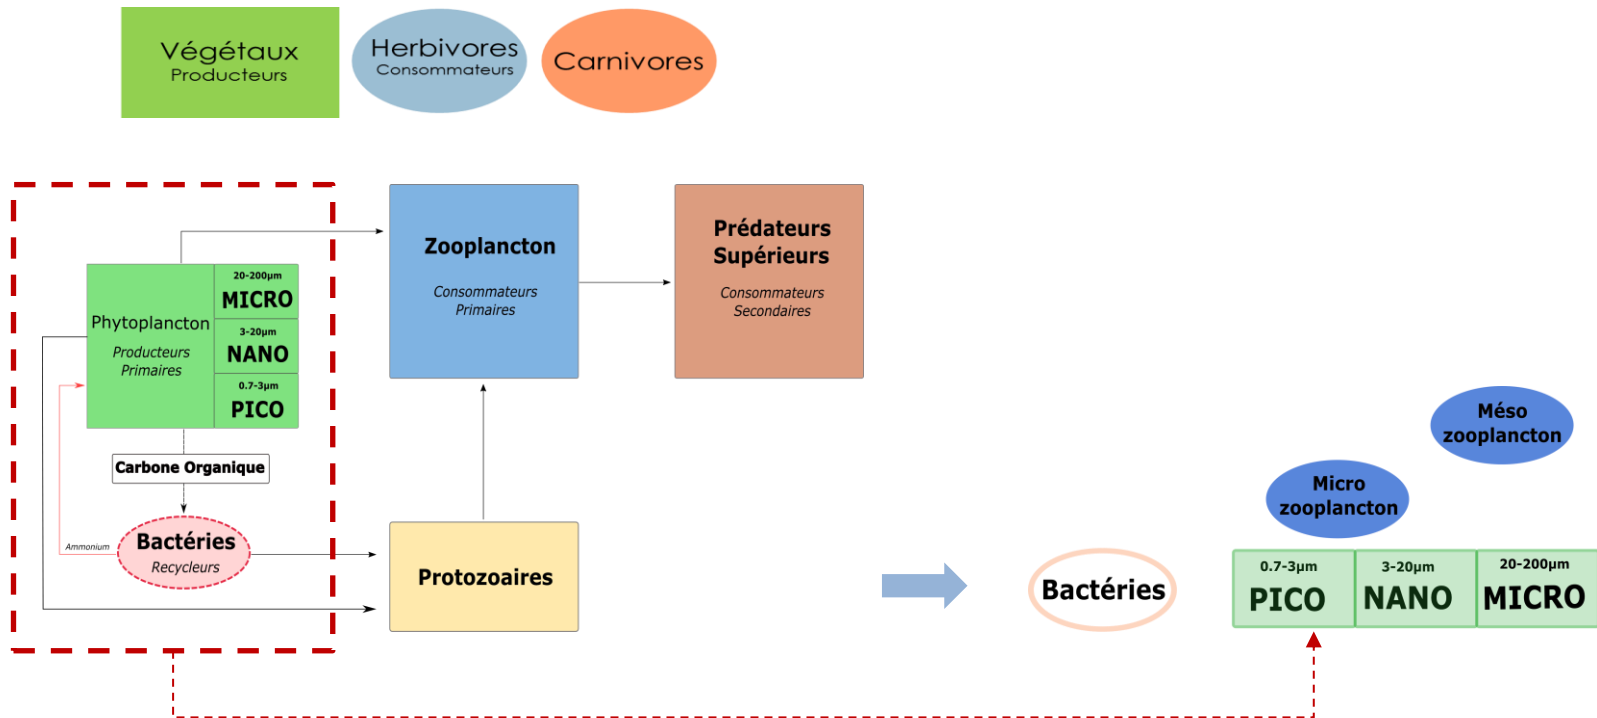 Végétaux
Producteurs
Herbivores
Consommateurs
Carnivores
20-200µm
MICRO
Phytoplancton
Producteurs
Primaires
3-20µm
NANO
0.7-3µm
PICO
Carbone Organique
Ammonium
Bactéries
Recycleurs
Zooplancton
Consommateurs
Primaires
Prédateurs
Supérieurs
Consommateurs
Secondaires
Protozoaires
Méso
zooplancton
Micro
zooplancton
Bactéries
0.7-3µm
PICO
3-20µm
NANO
20-200µm
MICRO